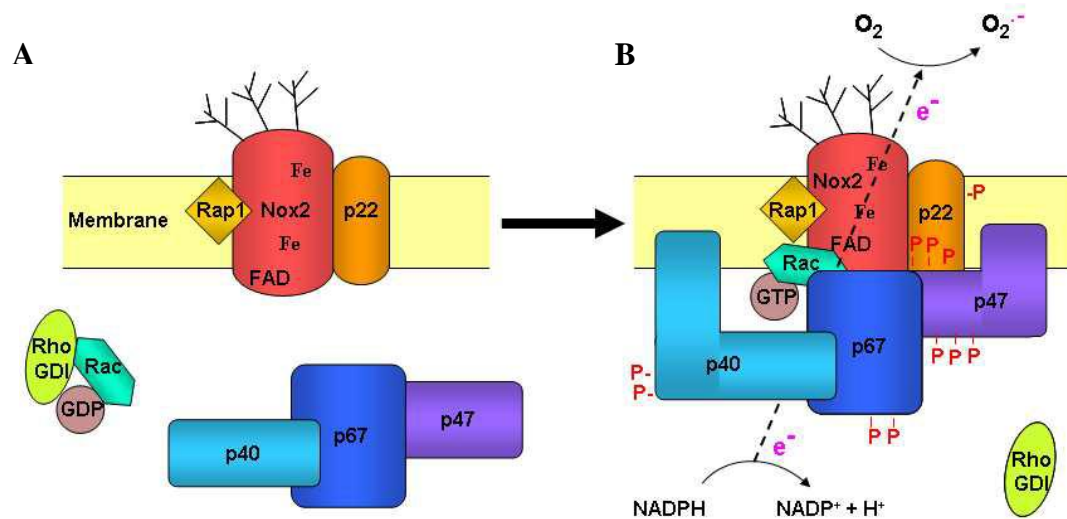 A
Fe
Rap1 Nox2 p22
Membrane
Fe
FAD
Rho
GDI
Rac
GDP
p40
p67
p47
B
O2 O2·-
e-
Fe
Nox2
-P
Rap1
p22
Fe
FAD
P P P
Rac
GTP
p47
p67
p40
P P P
P-
P-
P P
e-
Rho
GDI
NADPH NADP+ + H+